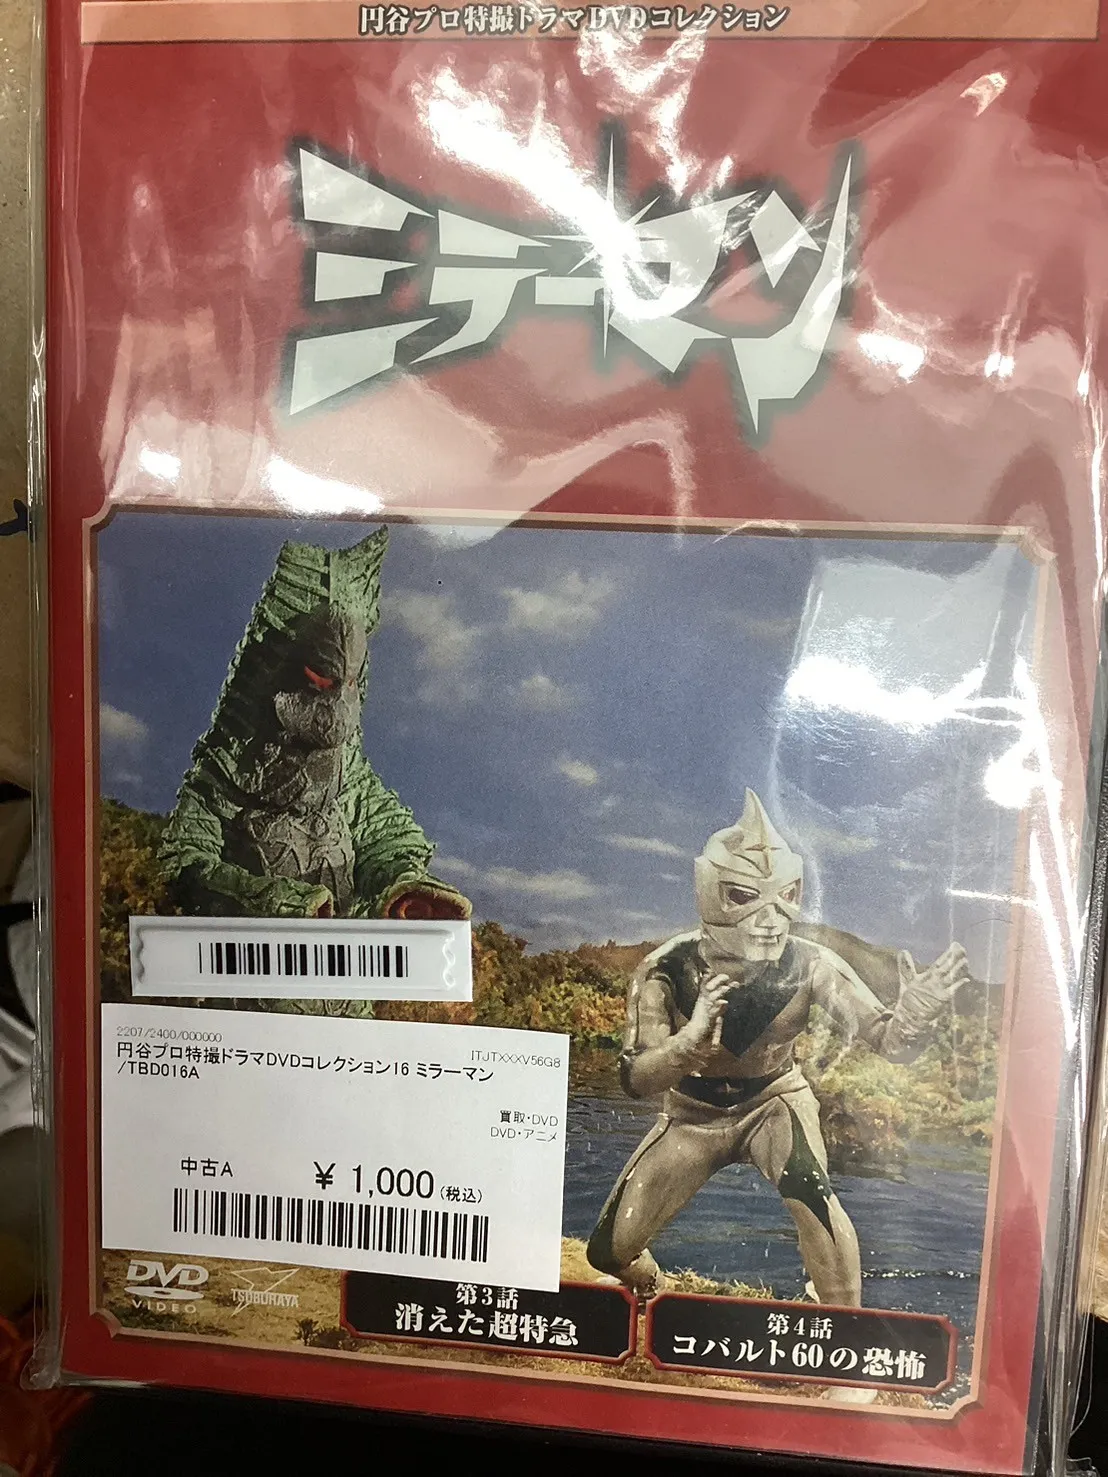 円谷プロ特撮ドラマDVDコレクション
ミラーマン
2207/2400/000000
ITJTXXXV56G8
円谷プロ特撮ドラマDVDコレクション16 ミラーマン
/TBD016A
買取・DVD
DVD・アニメ
中古A ¥ 1,000(税込)
DVD
VIDEO
TSUBURAYA
第3話
消えた超特急
第4話
コバルト60の恐怖